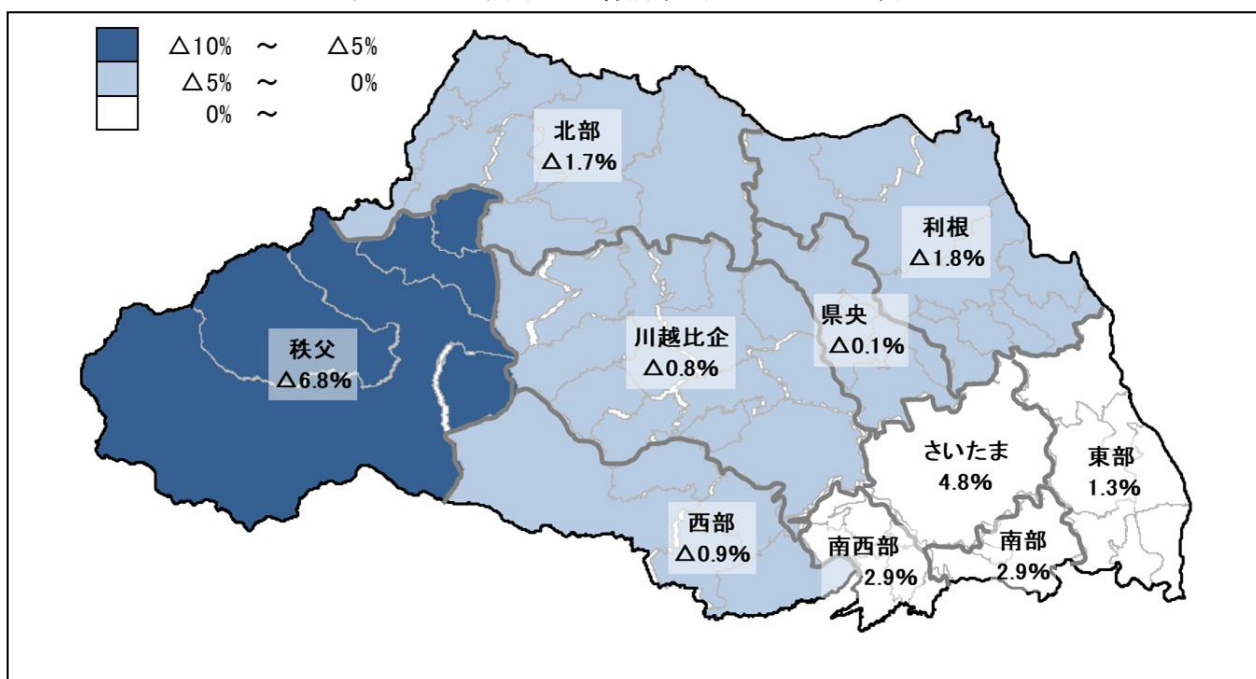 △10% ～ △5%
△5% ～ 0%
0% ～
北部
△1.7%
利根
△1.8%
県央
△0.1%
川越比企
△0.8%
秩父
△6.8%
さいたま
4.8%
東部
1.3%
西部
△0.9%
南西部
2.9%
南部
2.9%